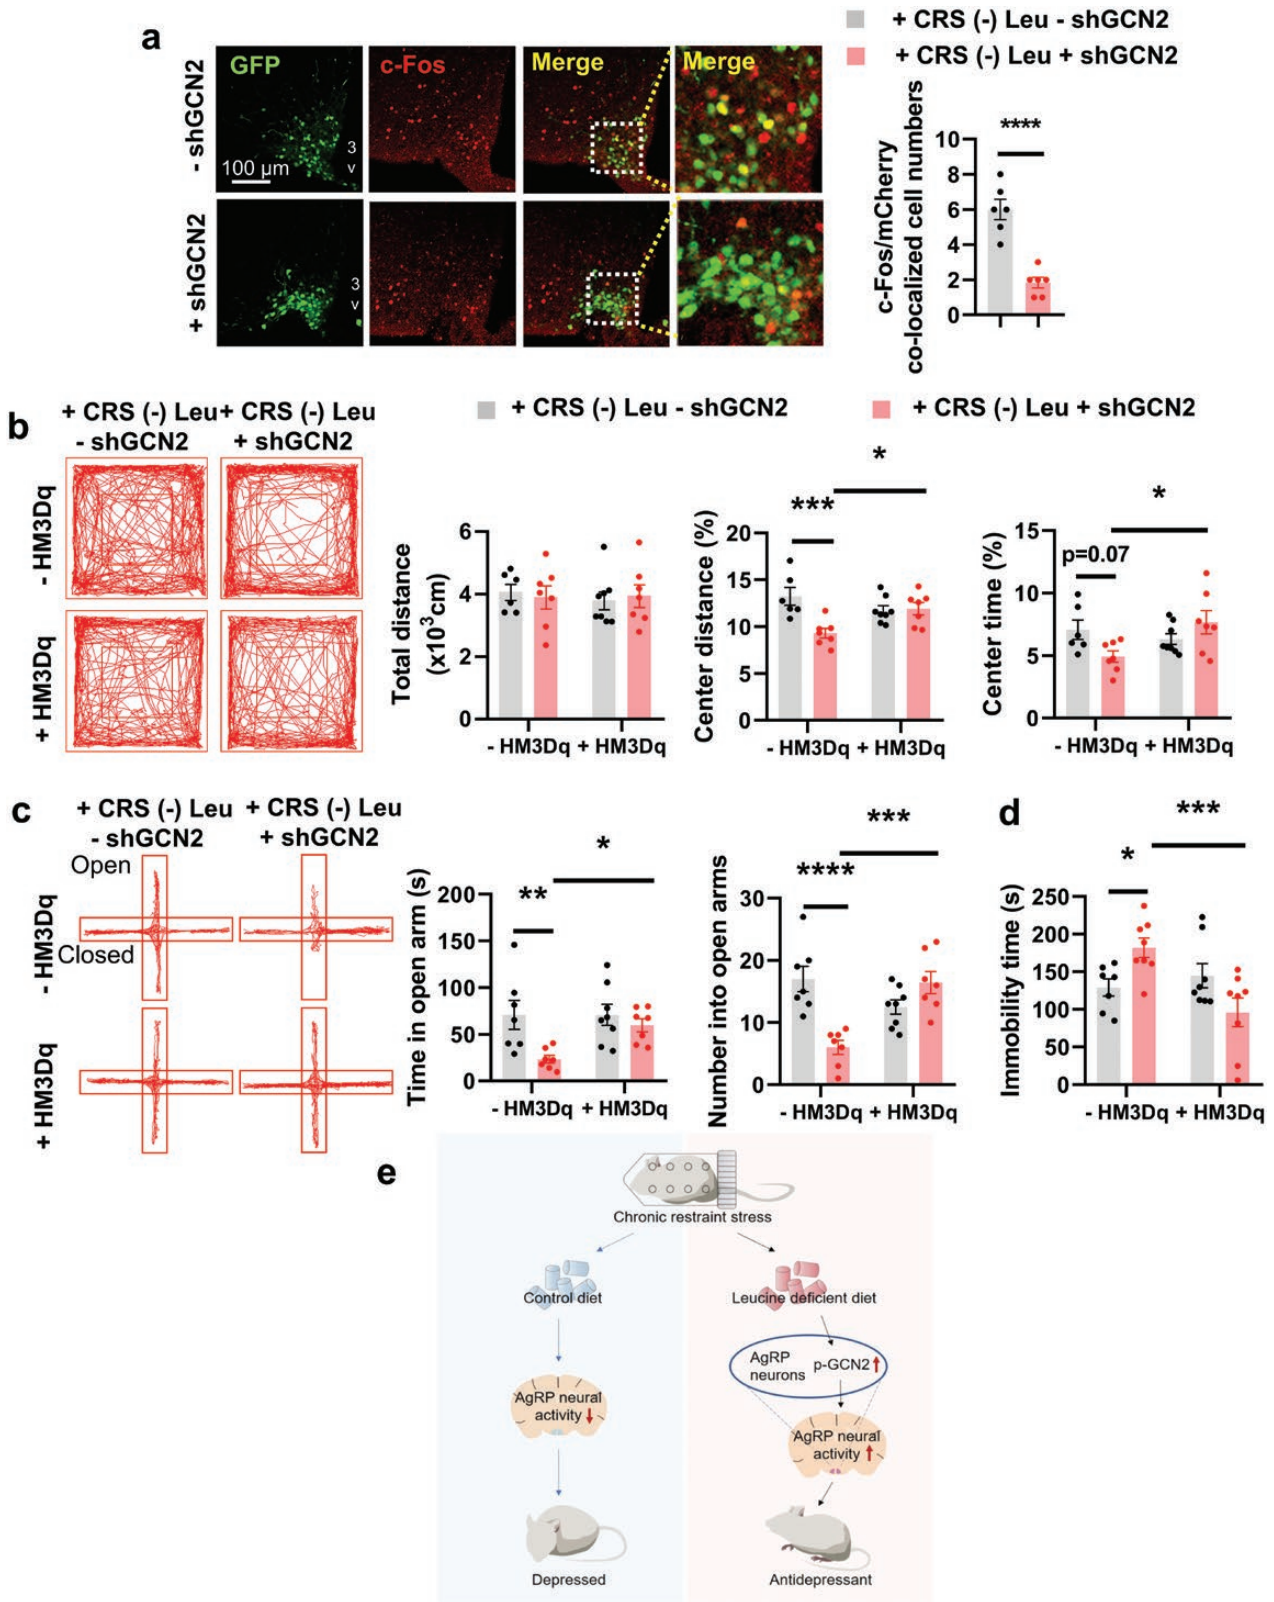 + CRS (-) Leu - shGCN2
+ CRS (-) Leu + shGCN2
a
- shGCN2
GFP
c-Fos
Merge
Merge
3
v
100 µm
+ shGCN2
3
v
c-Fos/mCherry
co-localized cell numbers
****
10
8
6
4
2
0
b
+ CRS (-) Leu
- shGCN2
+ CRS (-) Leu
+ shGCN2
- HM3Dq
+ HM3Dq
+ CRS (-) Leu - shGCN2
+ CRS (-) Leu + shGCN2
Total distance
(x10³cm)
6
4
2
0
- HM3Dq + HM3Dq
Center distance (%)
***
*
20
15
10
5
0
- HM3Dq + HM3Dq
Center time (%)
p=0.07
*
15
10
5
0
- HM3Dq + HM3Dq
c
+ CRS (-) Leu
- shGCN2
+ CRS (-) Leu
+ shGCN2
Open
Closed
- HM3Dq
+ HM3Dq
Time in open arm (s)
**
*
200
150
100
50
0
- HM3Dq + HM3Dq
Number into open arms
****
***
30
20
10
0
- HM3Dq + HM3Dq
d
Immobility time (s)
*
***
250
200
150
100
50
0
- HM3Dq + HM3Dq
e
Chronic restraint stress
Control diet
Leucine deficient diet
AgRP
neurons
p-GCN2
AgRP neural
activity
AgRP neural
activity
Depressed
Antidepressant